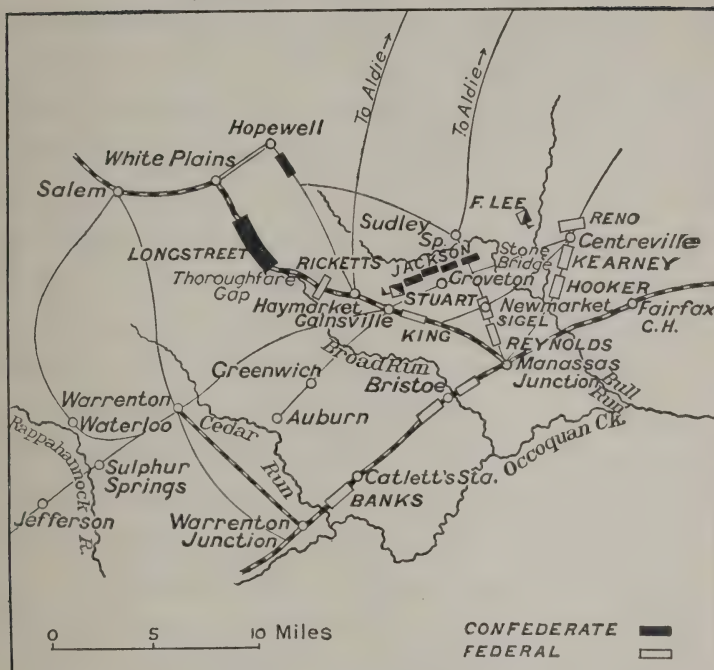 To Aldie→
To Aldie→
Hopewell
White Plains
Salem
F. LEE
RENO
Sudley
Sp.
Centreville
JACKSON
Stone
Bridge
KEARNEY
LONGSTREET
RICKETTS
Groveton
HOOKER
Thoroughfare
Gap
STUART
Newmarket
Haymarket
Gainsville
SIGEL
Fairfax
C.H.
KING
REYNOLDS
Greenwich
Broad Run
Manassas
Junction
Bristoe
Bull
Run
Warrenton
Waterloo
Auburn
Cedar
Run
Occoquan Ck.
Rappahannock
R.
Sulphur
Springs
Catlett's Sta.
BANKS
Jefferson
Warrenton
Junction
0 5 10 Miles
CONFEDERATE
FEDERAL